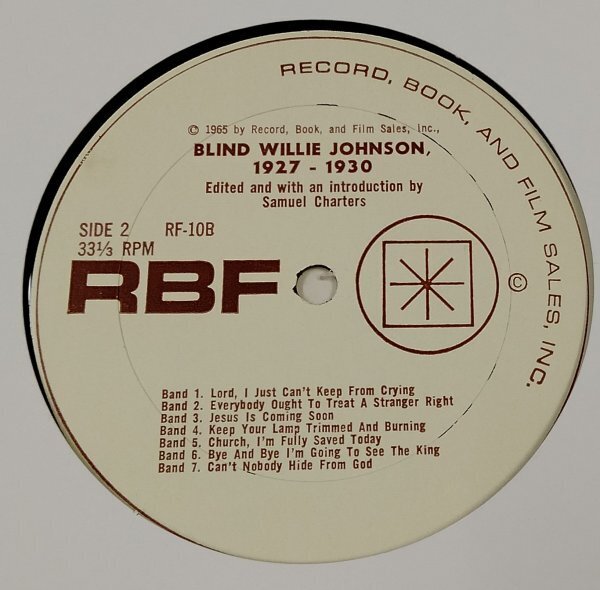 RECORD, BOOK, AND FILM SALES, INC.
© 1965 by Record, Book, and Film Sales, Inc.,
BLIND WILLIE JOHNSON,
1927 - 1930
Edited and with an introduction by
Samuel Charters
SIDE 2 RF-10B
33⅓ RPM
RBF
©
Band 1. Lord, I Just Can't Keep From Crying
Band 2. Everybody Ought To Treat A Stranger Right
Band 3. Jesus Is Coming Soon
Band 4. Keep Your Lamp Trimmed And Burning
Band 5. Church, I'm Fully Saved Today
Band 6. Bye And Bye I'm Going To See The King
Band 7. Can't Nobody Hide From God